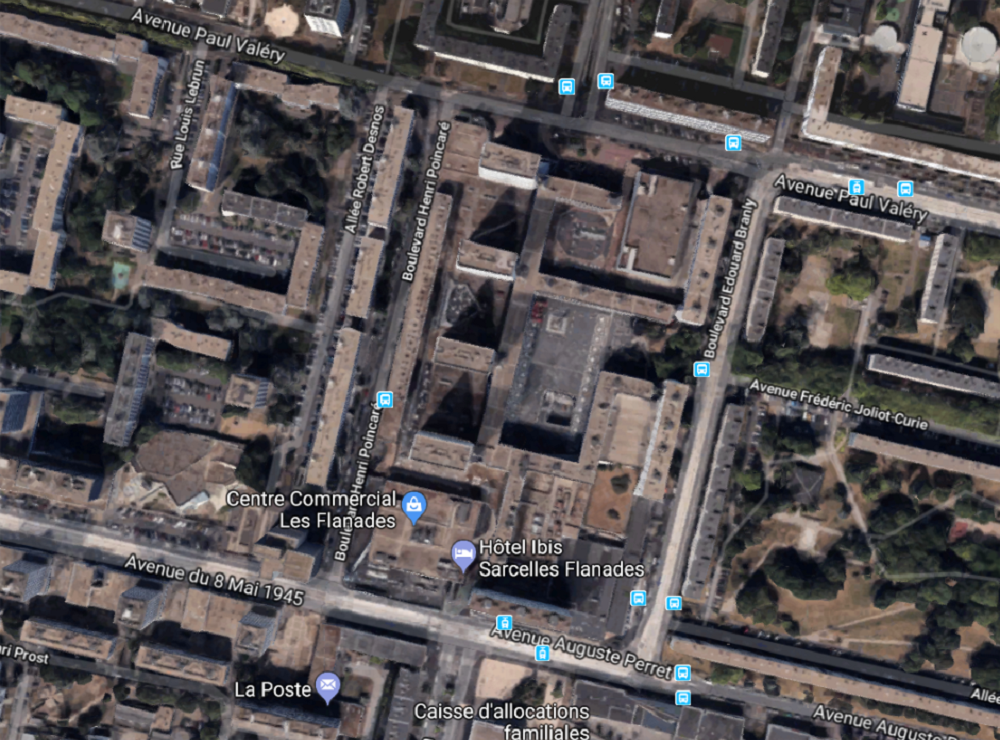 Avenue Paul Valéry
Rue Louis Lebrun
Allée Robert Desnos
Boulevard Henri Poincaré
Avenue Paul Valéry
Boulevard Edouard Branly
Avenue Frédéric Joliot-Curie
Boulevard Henri Poincaré
Centre Commercial
Les Flanades
Hôtel Ibis
Sarcelles Flanades
Avenue du 8 Mai 1945
Avenue Auguste Perret
ri Prost
La Poste
Allée
Caisse d'allocations
familiales
Avenue Auguste P